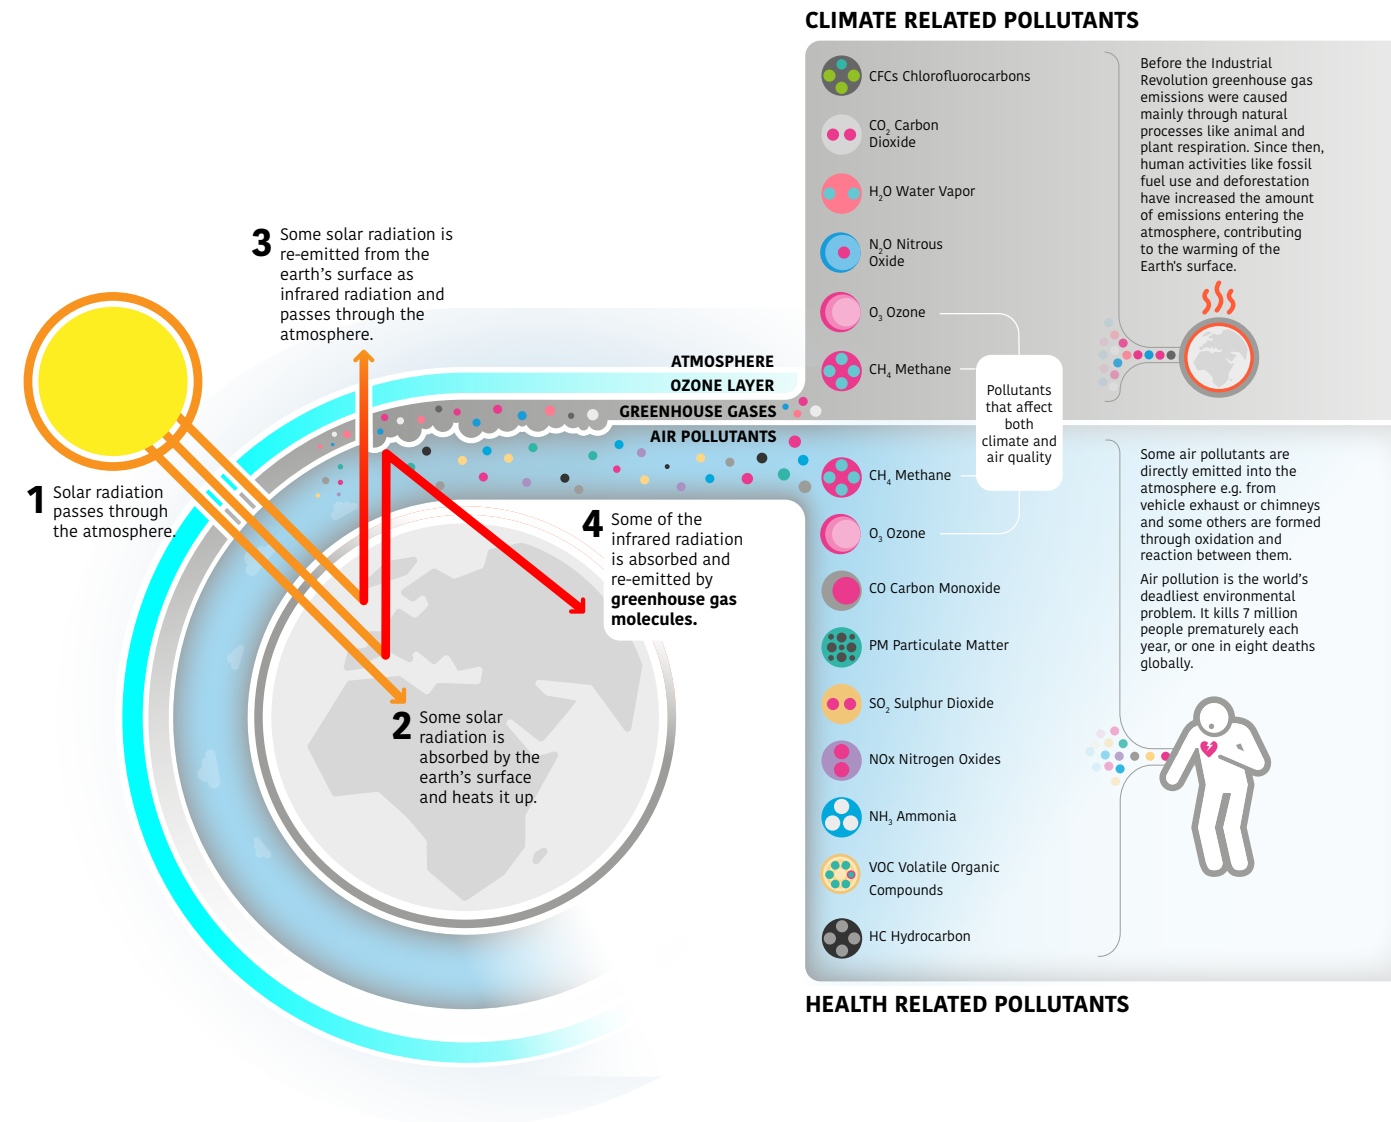 CLIMATE RELATED POLLUTANTS
CFCs Chlorofluorocarbons
CO2 Carbon
Dioxide
H2O Water Vapor
N2O Nitrous
Oxide
O3 Ozone
CH4 Methane
Before the Industrial
Revolution greenhouse gas
emissions were caused
mainly through natural
processes like animal and
plant respiration. Since then,
human activities like fossil
fuel use and deforestation
have increased the amount
of emissions entering the
atmosphere, contributing
to the warming of the
Earth's surface.
3 Some solar radiation is
re-emitted from the
earth's surface as
infrared radiation and
passes through the
atmosphere.
ATMOSPHERE
OZONE LAYER
GREENHOUSE GASES
AIR POLLUTANTS
Pollutants
that affect
both
climate and
air quality
1 Solar radiation
passes through
the atmosphere.
4 Some of the
infrared radiation
is absorbed and
re-emitted by
greenhouse gas
molecules.
2 Some solar
radiation is
absorbed by the
earth's surface
and heats it up.
CH4 Methane
O3 Ozone
CO Carbon Monoxide
PM Particulate Matter
SO2 Sulphur Dioxide
NOx Nitrogen Oxides
NH3 Ammonia
VOC Volatile Organic
Compounds
HC Hydrocarbon
Some air pollutants are
directly emitted into the
atmosphere e.g. from
vehicle exhaust or chimneys
and some others are formed
through oxidation and
reaction between them.
Air pollution is the world's
deadliest environmental
problem. It kills 7 million
people prematurely each
year, or one in eight deaths
globally.
HEALTH RELATED POLLUTANTS